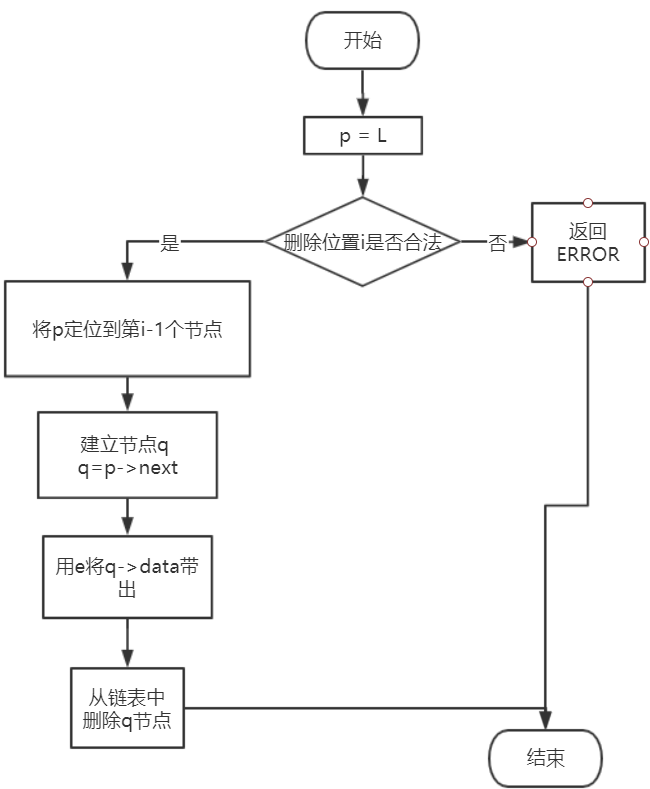 开始
p = L
删除位置i是否合法
是
否
返回
ERROR
将p定位到第i-1个节点
建立节点q
q=p->next
用e将q->data带
出
从链表中
删除q节点
结束